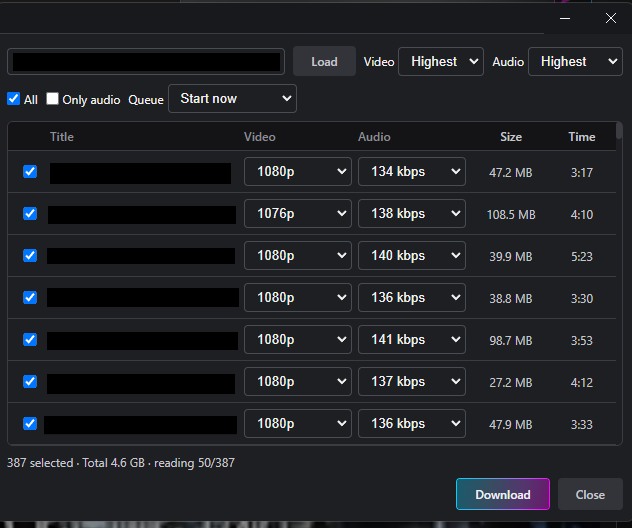 Load Video Highest Audio Highest
All Only audio Queue Start now
Title Video Audio Size Time
1080p 134 kbps 47.2 MB 3:17
1076p 138 kbps 108.5 MB 4:10
1080p 140 kbps 39.9 MB 5:23
1080p 136 kbps 38.8 MB 3:30
1080p 141 kbps 98.7 MB 3:53
1080p 137 kbps 27.2 MB 4:12
1080p 136 kbps 47.9 MB 3:33
387 selected · Total 4.6 GB · reading 50/387
Download Close